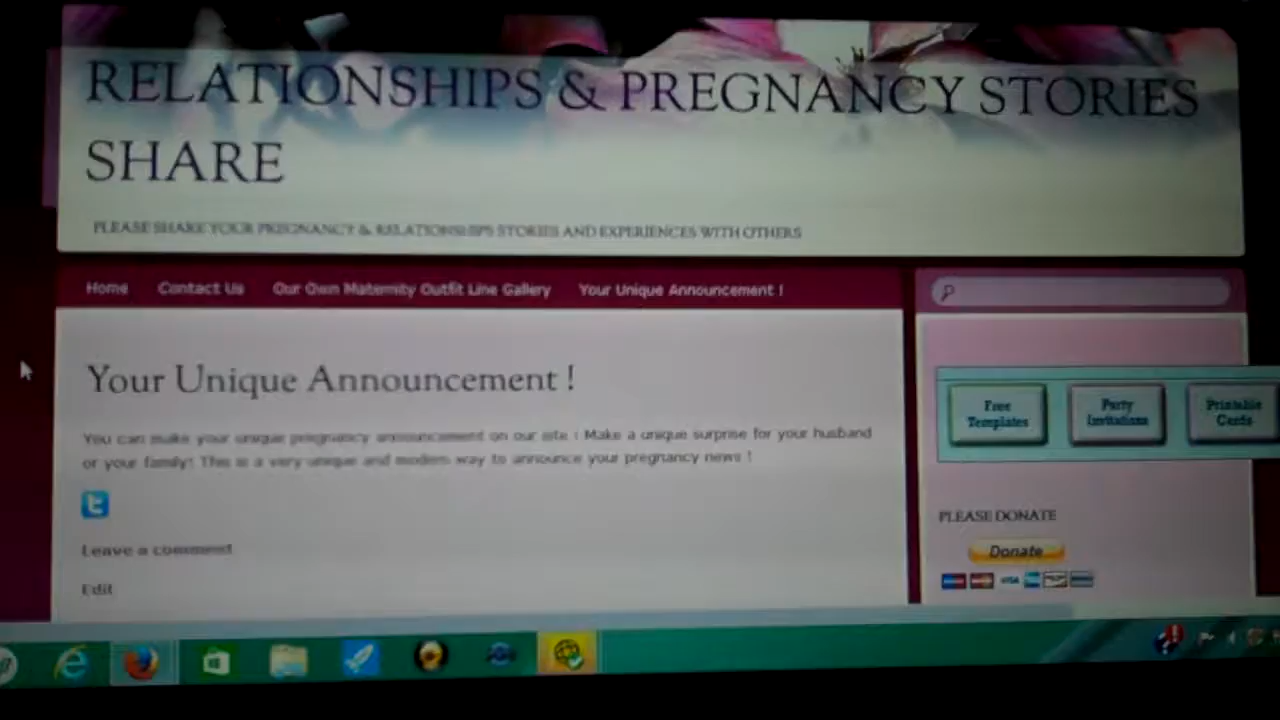 RELATIONSHIPS & PREGNANCY STORIES
SHARE
PLEASE SHARE YOUR PREGNANCY & RELATIONSHIPS STORIES AND EXPERIENCES WITH OTHERS
Home Contact Us Our Own Maternity Outfit Line Gallery Your Unique Announcement !
Your Unique Announcement !
You can make your unique pregnancy announcement on our site ! Make a unique surprise for your husband
or your family! This is a very unique and modern way to announce your pregnancy news !
Leave a comment
Edit
Free
Templates
Party
Invitations
Printable
Cards
PLEASE DONATE
Donate
VISA